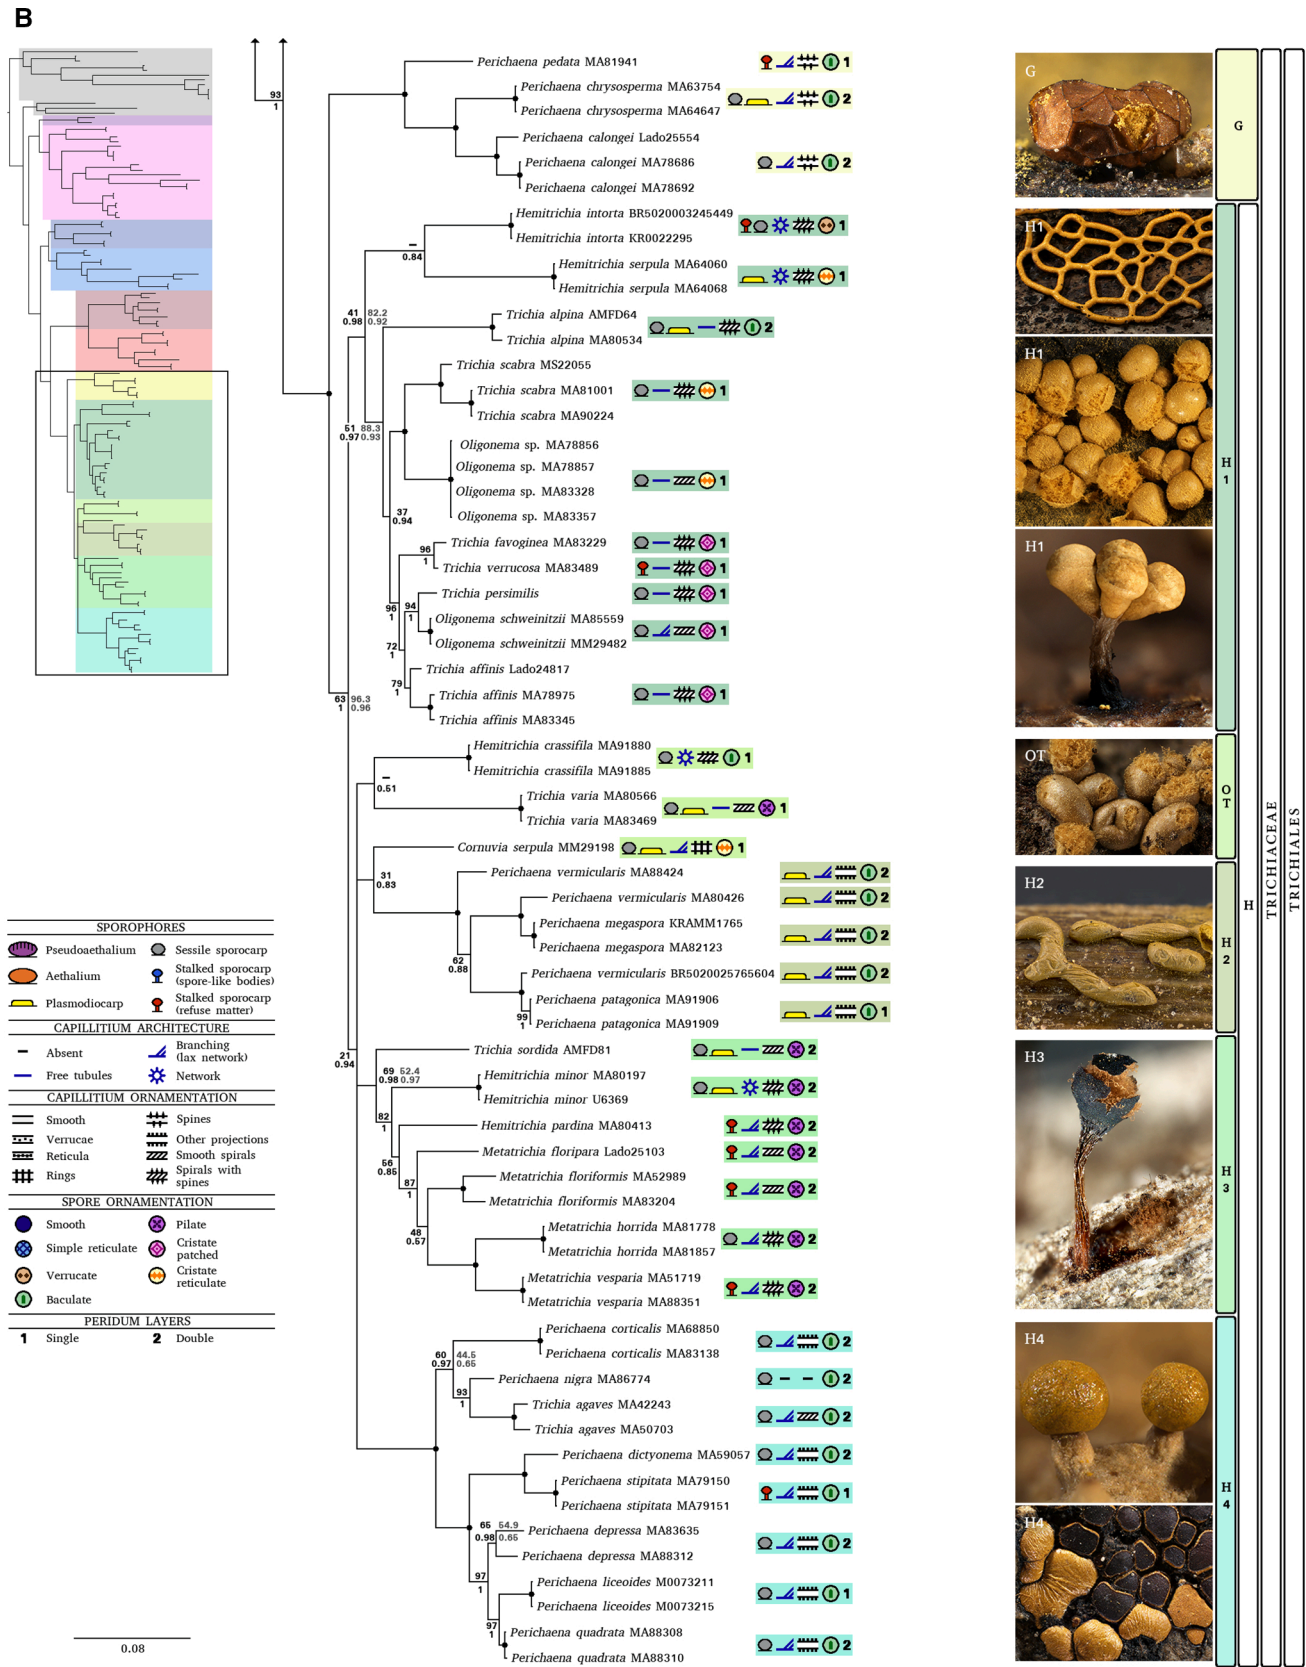 B
93
1
Perichaena pedata MA81941
1
Perichaena chrysosperma MA63754
2
Perichaena chrysosperma MA64647
Perichaena calongei Lado25554
Perichaena calongei MA78686
2
Perichaena calongei MA78692
Hemitrichia intorta BR5020003245449
1
Hemitrichia intorta KR0022295
–
0.84
Hemitrichia serpula MA64060
1
Hemitrichia serpula MA64068
41 82.2
0.98 0.92
Trichia alpina AMFD64
2
Trichia alpina MA80534
Trichia scabra MS22055
Trichia scabra MA81001
1
Trichia scabra MA90224
51 88.3
0.97 0.93
Oligonema sp. MA78856
Oligonema sp. MA78857
1
Oligonema sp. MA83328
Oligonema sp. MA83357
37
0.94
Trichia favoginea MA83229
1
96
1
Trichia verrucosa MA83489
1
Trichia persimilis
1
96
1
94
1
Oligonema schweinitzii MA85559
1
Oligonema schweinitzii MM29482
72
1
Trichia affinis Lado24817
79
1
Trichia affinis MA78975
1
Trichia affinis MA83345
63 96.3
1 0.96
Hemitrichia crassifila MA91880
1
Hemitrichia crassifila MA91885
–
0.51
Trichia varia MA80566
1
Trichia varia MA83469
Cornuvia serpula MM29198
1
31
0.83
Perichaena vermicularis MA88424
2
Perichaena vermicularis MA80426
2
Perichaena megaspora KRAMM1765
2
Perichaena megaspora MA82123
62
0.88
Perichaena vermicularis BR5020025765604
2
Perichaena patagonica MA91906
1
99
1
Perichaena patagonica MA91909
21
0.94
Trichia sordida AMFD81
2
69 52.4
0.98 0.97
Hemitrichia minor MA80197
2
Hemitrichia minor U6369
82
1
Hemitrichia pardina MA80413
2
Metatrichia floripara Lado25103
2
56
0.85
Metatrichia floriformis MA52989
2
87
1
Metatrichia floriformis MA83204
48
0.57
Metatrichia horrida MA81778
2
Metatrichia horrida MA81857
Metatrichia vesparia MA51719
2
Metatrichia vesparia MA88351
Perichaena corticalis MA68850
2
Perichaena corticalis MA83138
60 44.5
0.97 0.65
Perichaena nigra MA86774
2
93
1
Trichia agaves MA42243
2
Trichia agaves MA50703
Perichaena dictyonema MA59057
2
Perichaena stipitata MA79150
1
Perichaena stipitata MA79151
65 54.9
0.98 0.65
Perichaena depressa MA83635
2
Perichaena depressa MA88312
97
1
Perichaena liceoides M0073211
1
Perichaena liceoides M0073215
97
1
Perichaena quadrata MA88308
2
Perichaena quadrata MA88310
SPOROPHORES
Pseudoaethalium
Sessile sporocarp
Aethalium
Stalked sporocarp
(spore-like bodies)
Plasmodiocarp
Stalked sporocarp
(refuse matter)
CAPILLITIUM ARCHITECTURE
Absent
Branching
(lax network)
Free tubules
Network
CAPILLITIUM ORNAMENTATION
Smooth
Spines
Verrucae
Other projections
Reticula
Smooth spirals
Rings
Spirals with
spines
SPORE ORNAMENTATION
Smooth
Pilate
Simple reticulate
Cristate
patched
Verrucate
Cristate
reticulate
Baculate
PERIDUM LAYERS
1 Single
2 Double
0.08
G
H1
H1
H1
OT
H2
H3
H4
H4
G
H
1
O
T
H
2
H
3
H
4
H
TRICHIACEAE
TRICHIALES